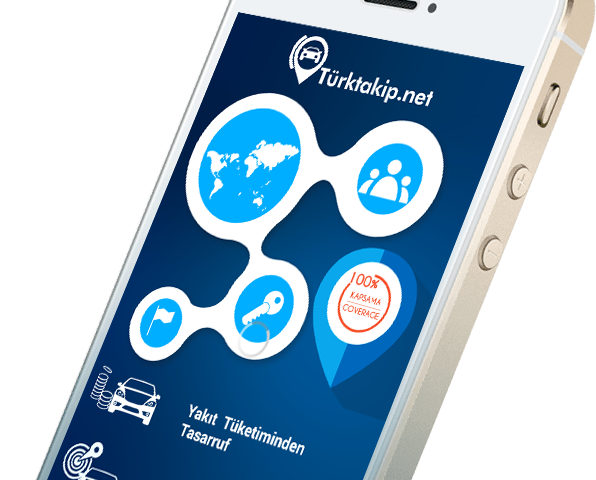 Türktakip.net
100%
KAPSAMA
COVERAGE
Yakıt Tüketiminden
Tasarruf